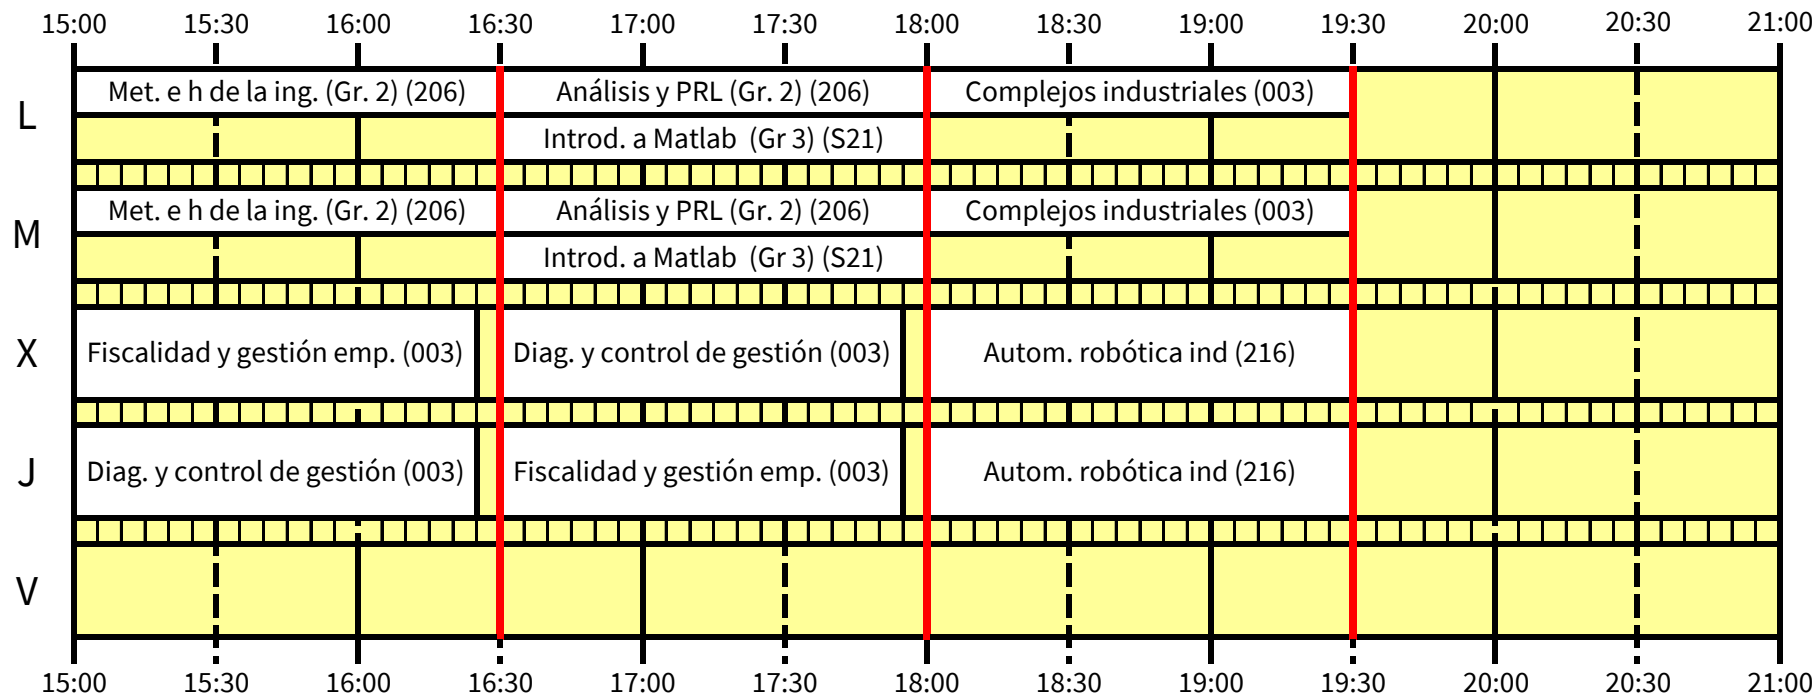 15:00 15:30 16:00 16:30 17:00 17:30 18:00 18:30 19:00 19:30 20:00 20:30 21:00
L
Met. e h de la ing. (Gr. 2) (206) Análisis y PRL (Gr. 2) (206) Complejos industriales (003)
Introd. a Matlab (Gr 3) (S21)
M
Met. e h de la ing. (Gr. 2) (206) Análisis y PRL (Gr. 2) (206) Complejos industriales (003)
Introd. a Matlab (Gr 3) (S21)
X Fiscalidad y gestión emp. (003) Diag. y control de gestión (003) Autom. robótica ind (216)
J Diag. y control de gestión (003) Fiscalidad y gestión emp. (003) Autom. robótica ind (216)
V
15:00 15:30 16:00 16:30 17:00 17:30 18:00 18:30 19:00 19:30 20:00 20:30 21:00